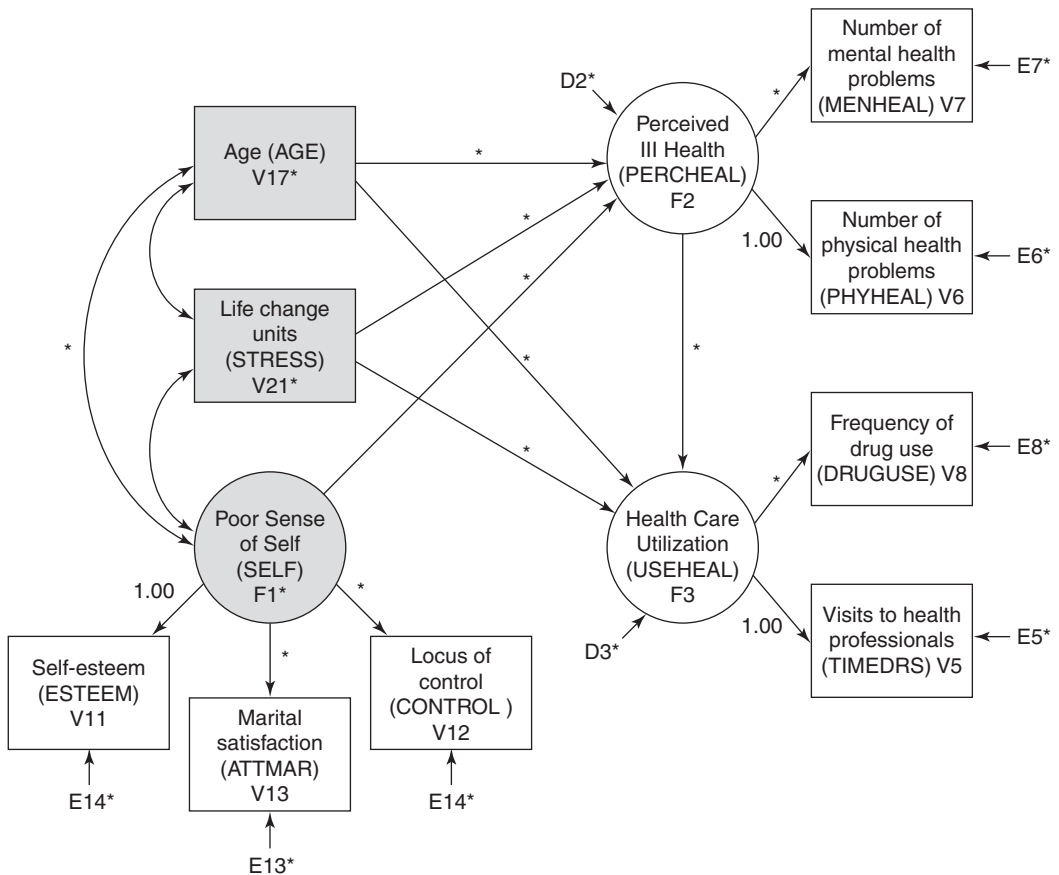 Number of
mental health
problems
(MENHEAL) V7
E7*
D2*
*
Age (AGE)
V17*
*
Perceived
III Health
(PERCHEAL)
F2
*
*
1.00
Number of
physical health
problems
(PHYHEAL) V6
E6*
Life change
units
(STRESS)
V21*
*
*
*
*
Frequency of
drug use
(DRUGUSE) V8
E8*
*
Poor Sense
of Self
(SELF)
F1*
Health Care
Utilization
(USEHEAL)
F3
*
1.00
D3*
Visits to health
professionals
(TIMEDRS) V5
E5*
1.00
*
*
Self-esteem
(ESTEEM)
V11
Marital
satisfaction
(ATTMAR)
V13
Locus of
control
(CONTROL )
V12
E14*
E13*
E14*